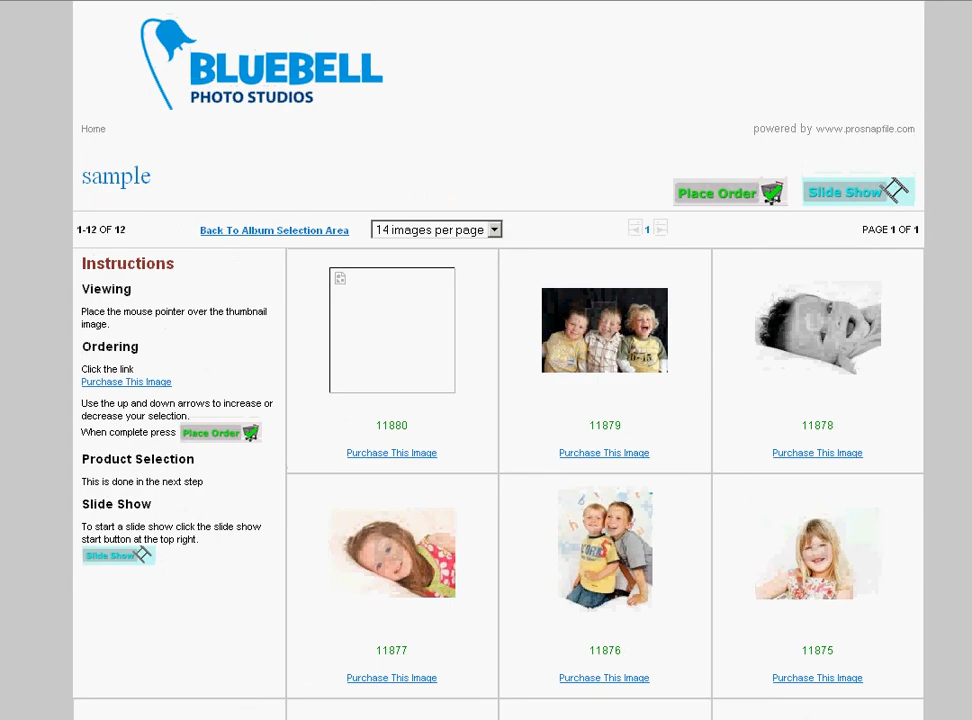 BLUEBELL
PHOTO STUDIOS
Home
powered by www.prosnapfile.com
sample
Place Order
Slide Show
1-12 OF 12
Back To Album Selection Area
14 images per page
1
PAGE 1 OF 1
Instructions
Viewing
Place the mouse pointer over the thumbnail
image.
Ordering
Click the link
Purchase This Image
Use the up and down arrows to increase or
decrease your selection.
When complete press Place Order
Product Selection
This is done in the next step
Slide Show
To start a slide show click the slide show
start button at the top right.
Slide Show
11880
Purchase This Image
11879
Purchase This Image
11878
Purchase This Image
11877
Purchase This Image
11876
Purchase This Image
11875
Purchase This Image